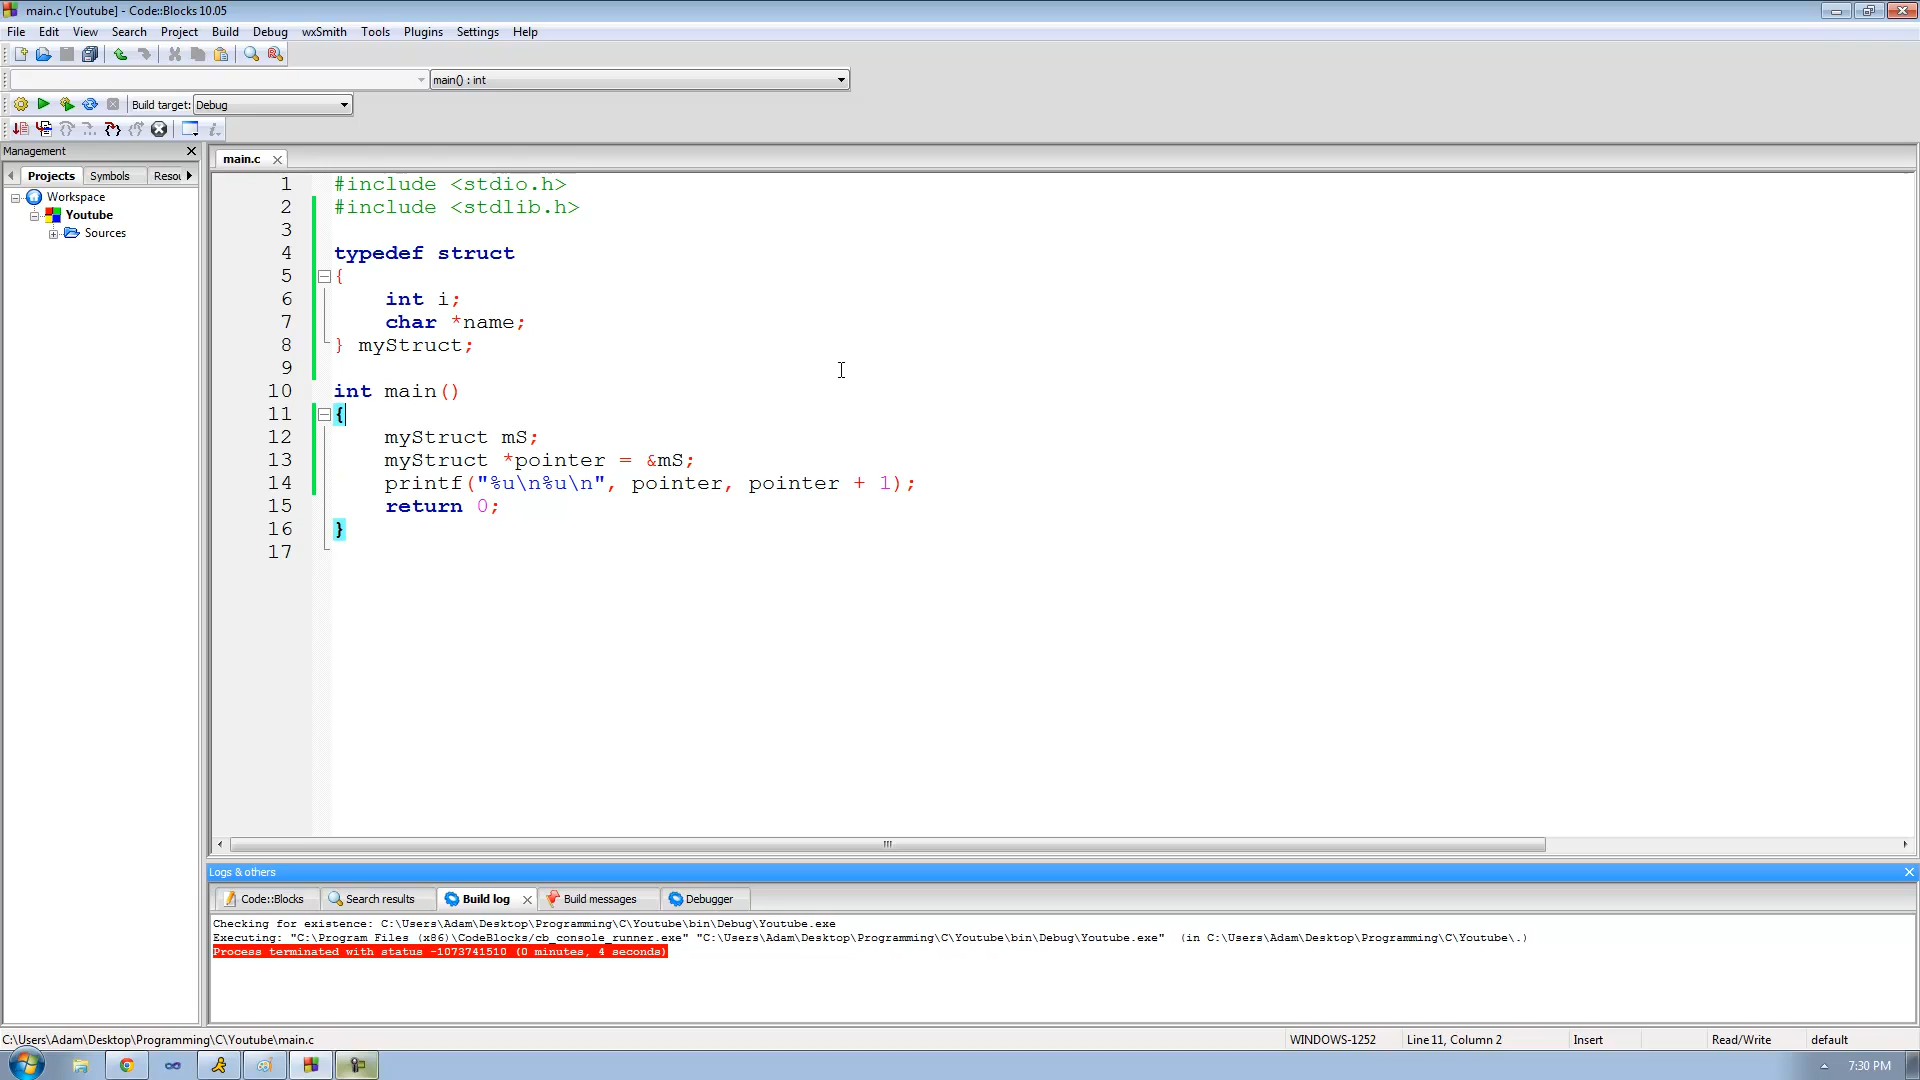 main.c [Youtube] - Code::Blocks 10.05
File Edit View Search Project Build Debug wxSmith Tools Plugins Settings Help
main() : int
Build target: Debug
Management
main.c
Projects Symbols Resou
Workspace
Youtube
Sources
1 #include <stdio.h>
2 #include <stdlib.h>
3
4 typedef struct
5 {
6 int i;
7 char *name;
8 } myStruct;
9
10 int main()
11 {
12 myStruct mS;
13 myStruct *pointer = &mS;
14 printf("%u\n%u\n", pointer, pointer + 1);
15 return 0;
16 }
17
Logs & others
Code::Blocks Search results Build log Build messages Debugger
Checking for existence: C:\Users\Adam\Desktop\Programming\C\Youtube\bin\Debug\Youtube.exe
Executing: "C:\Program Files (x86)\CodeBlocks/cb_console_runner.exe" "C:\Users\Adam\Desktop\Programming\C\Youtube\bin\Debug\Youtube.exe" (in C:\Users\Adam\Desktop\Programming\C\Youtube\.)
Process terminated with status -1073741510 (0 minutes, 4 seconds)
C:\Users\Adam\Desktop\Programming\C\Youtube\main.c WINDOWS-1252 Line 11, Column 2 Insert Read/Write default
7:30 PM